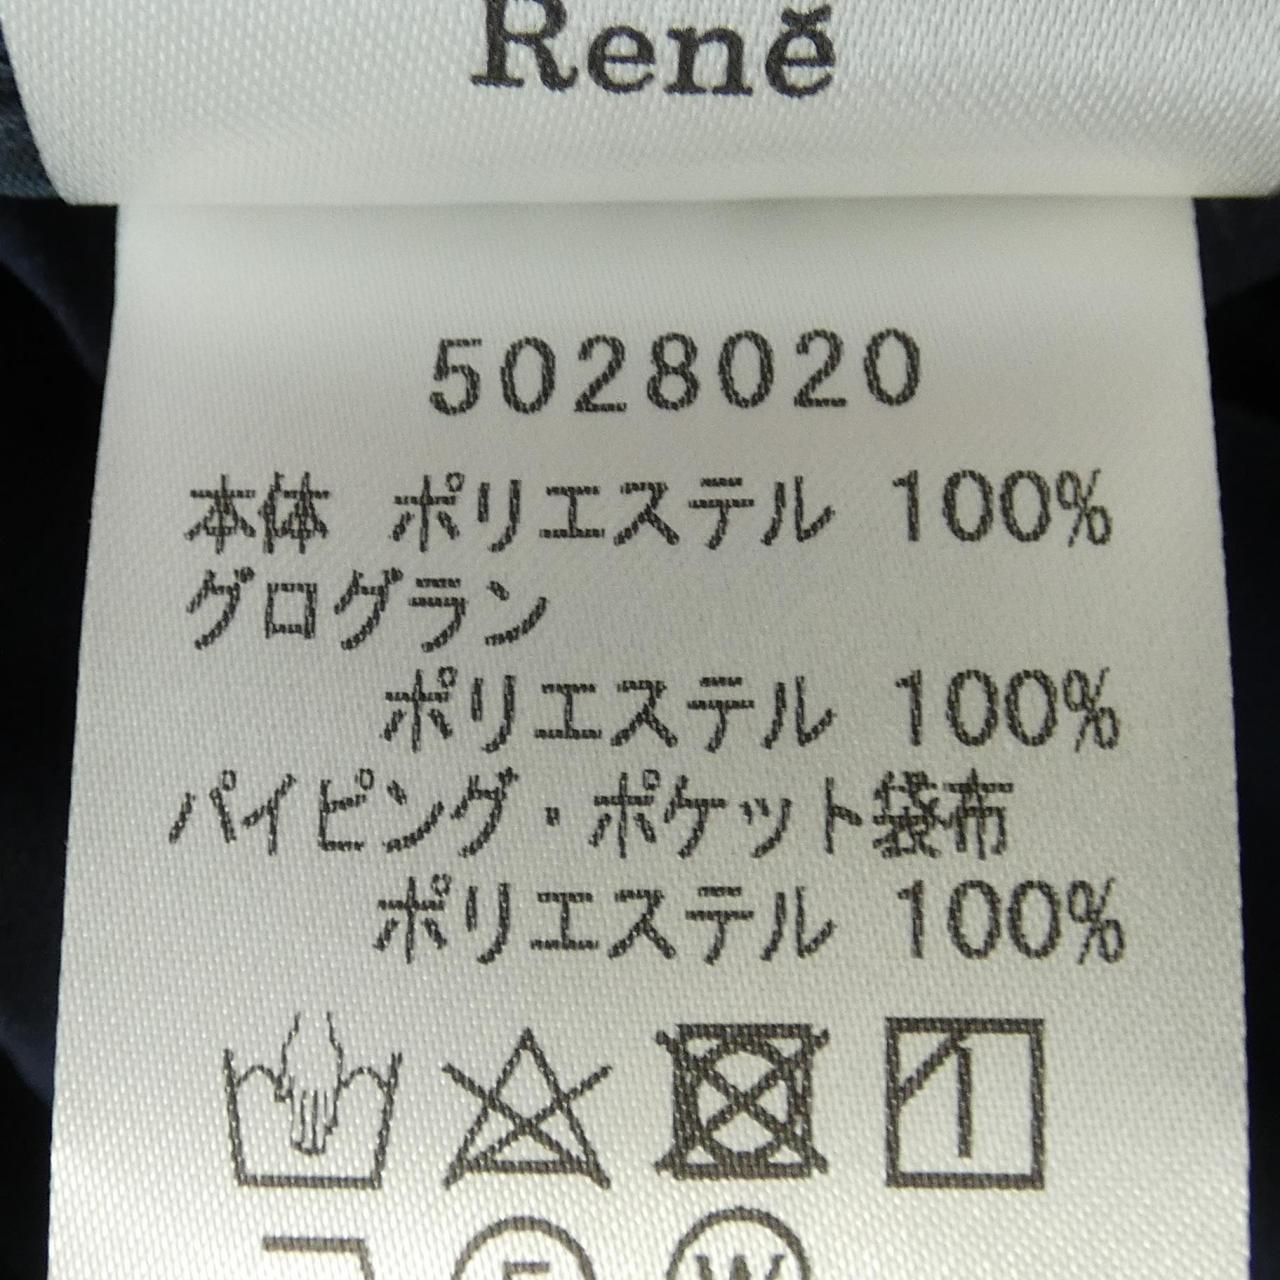 Renĕ
5028020
本体 ポリエステル 100%
グログラン
ポリエステル 100%
パイピング・ポケット袋布
ポリエステル 100%
W